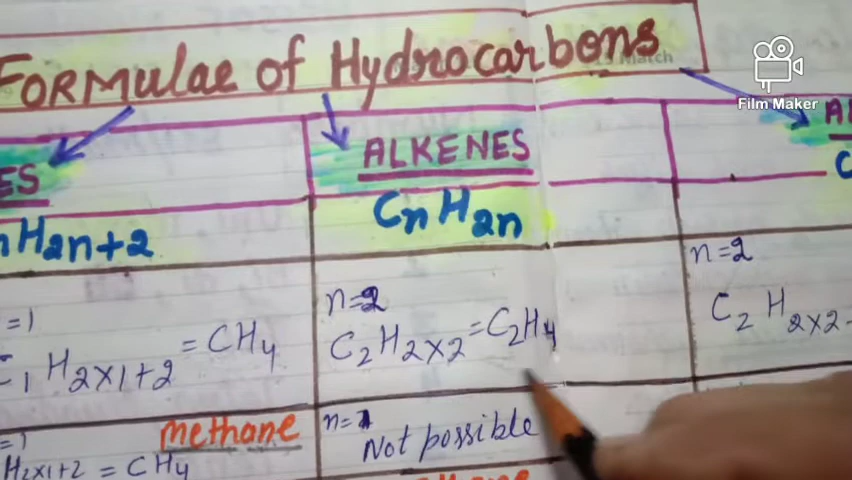 FORMULAE of Hydrocarbons
Film Maker
ES
ALKENES
AL
nH2n+2
CnH2n
C
=1
n=2
n=2
C1H2x1+2 = CH4
C2H2x2 = C2H4
C2H2x2-
methane
n=1
Not possible
=1
H2x1+2 = CH4